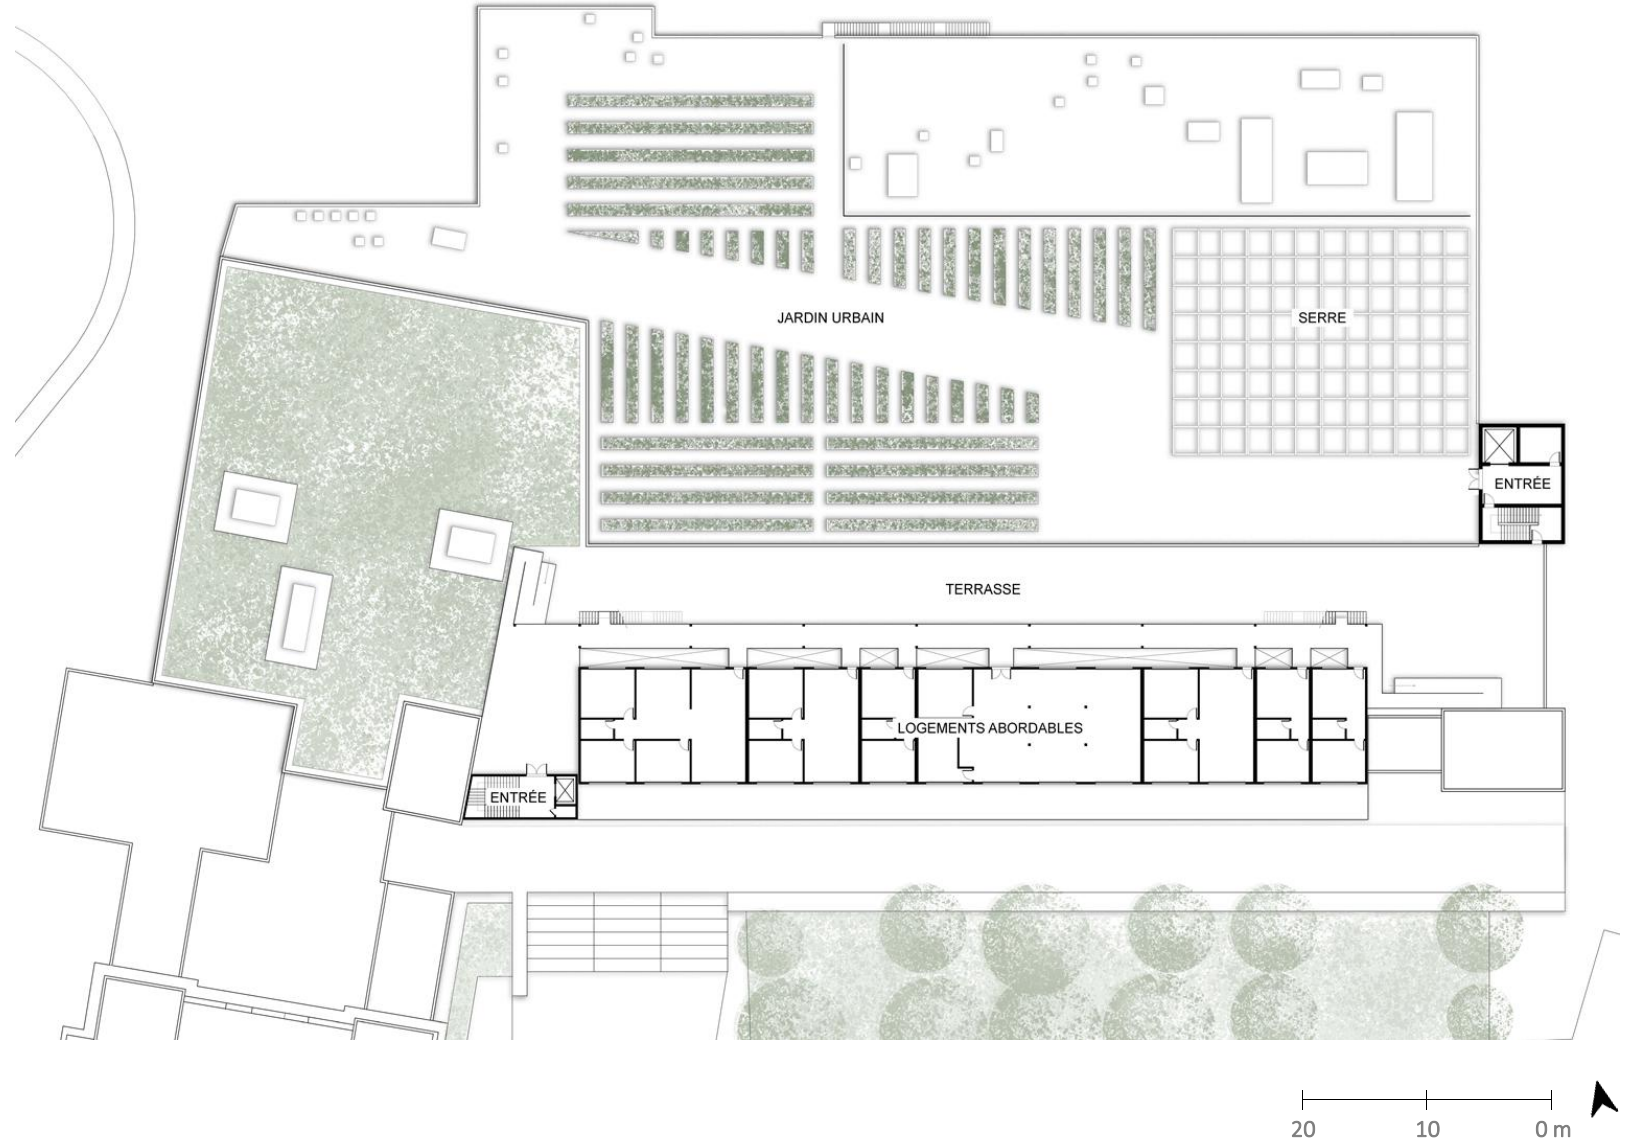 JARDIN URBAIN
SERRE
ENTRÉE
TERRASSE
LOGEMENTS ABORDABLES
ENTRÉE
20 10 0 m